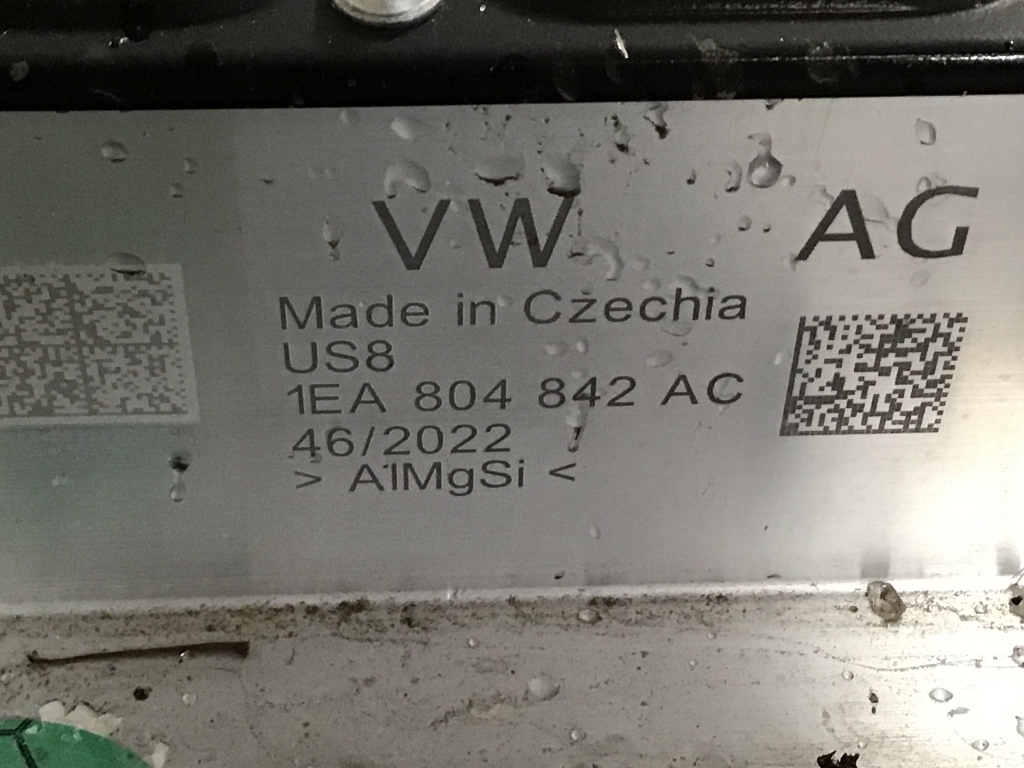 VW AG
Made in Czechia
US8
1EA 804 842 AC
46/2022
> AlMgSi <